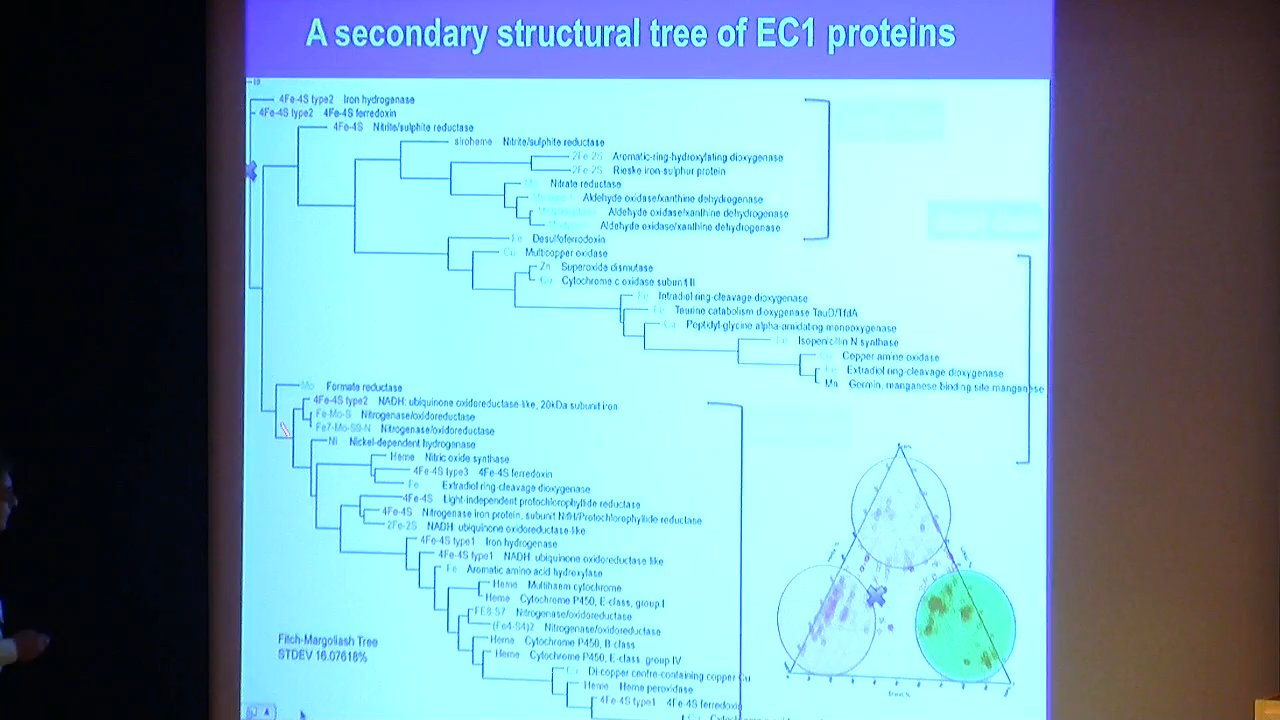 A secondary structural tree of EC1 proteins
10
4Fe-4S type2 Iron hydrogenase
4Fe-4S type2 4Fe-4S ferredoxin
4Fe-4S Nitrite/sulphite reductase
siroheme Nitrite/sulphite reductase
2Fe-2S Aromatic-ring-hydroxylating dioxygenase
2Fe-2S Rieske iron-sulphur protein
Mo Nitrate reductase
Aldehyde oxidase/xanthine dehydrogenase
Aldehyde oxidase/xanthine dehydrogenase
Aldehyde oxidase/xanthine dehydrogenase
Fe Desulfoferrodoxin
Cu Multicopper oxidase
Zn Superoxide dismutase
Cu Cytochrome c oxidase subunit II
Fe Intradiol ring-cleavage dioxygenase
Fe Taurine catabolism dioxygenase TauD/TfdA
Cu Peptidyl-glycine alpha-amidating monooxygenase
Fe Isopenicillin N synthase
Cu Copper amine oxidase
Fe Extradiol ring-cleavage dioxygenase
Mn Germin, manganese binding site manganese
Mo Formate reductase
4Fe-4S type2 NADH: ubiquinone oxidoreductase-like, 20kDa subunit iron
Fe-Mo-S Nitrogenase/oxidoreductase
Fe7-Mo-S9-N Nitrogenase/oxidoreductase
Ni Nickel-dependent hydrogenase
Heme Nitric oxide synthase
4Fe-4S type3 4Fe-4S ferredoxin
Fe Extradiol ring-cleavage dioxygenase
4Fe-4S Light-independent protochlorophyllide reductase
4Fe-4S Nitrogenase iron protein, subunit NifH/Protochlorophyllide reductase
2Fe-2S NADH ubiquinone oxidoreductase-like
4Fe-4S type1 Iron hydrogenase
4Fe-4S type1 NADH ubiquinone oxidoreductase like
Fe Aromatic amino acid hydroxylase
Heme Multihaem cytochrome
Heme Cytochrome P450, E-class, group I
FE8-S7 Nitrogenase/oxidoreductase
(Fe4-S4)2 Nitrogenase/oxidoreductase
Heme Cytochrome P450, B-class
Heme Cytochrome P450, E-class, group IV
Cu Di-copper centre-containing copper Cu
Heme Heme peroxidase
4Fe-4S type1 4Fe-4S ferredoxin
Fitch-Margoliash Tree
STDEV 16.07618%